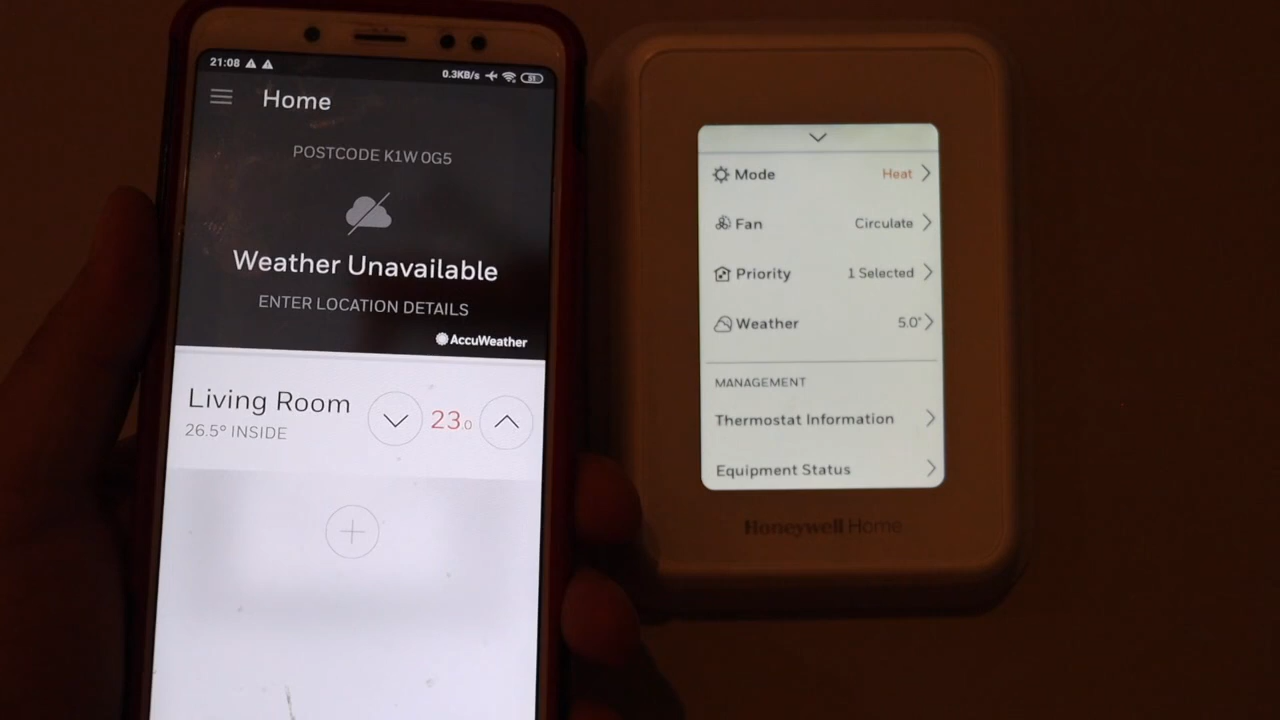 21:08
0.3KB/s
51
Home
POSTCODE K1W 0G5
Weather Unavailable
ENTER LOCATION DETAILS
AccuWeather
Living Room
26.5° INSIDE
23.0
Mode Heat
Fan Circulate
Priority 1 Selected
Weather 5.0°
MANAGEMENT
Thermostat Information
Equipment Status
Honeywell Home